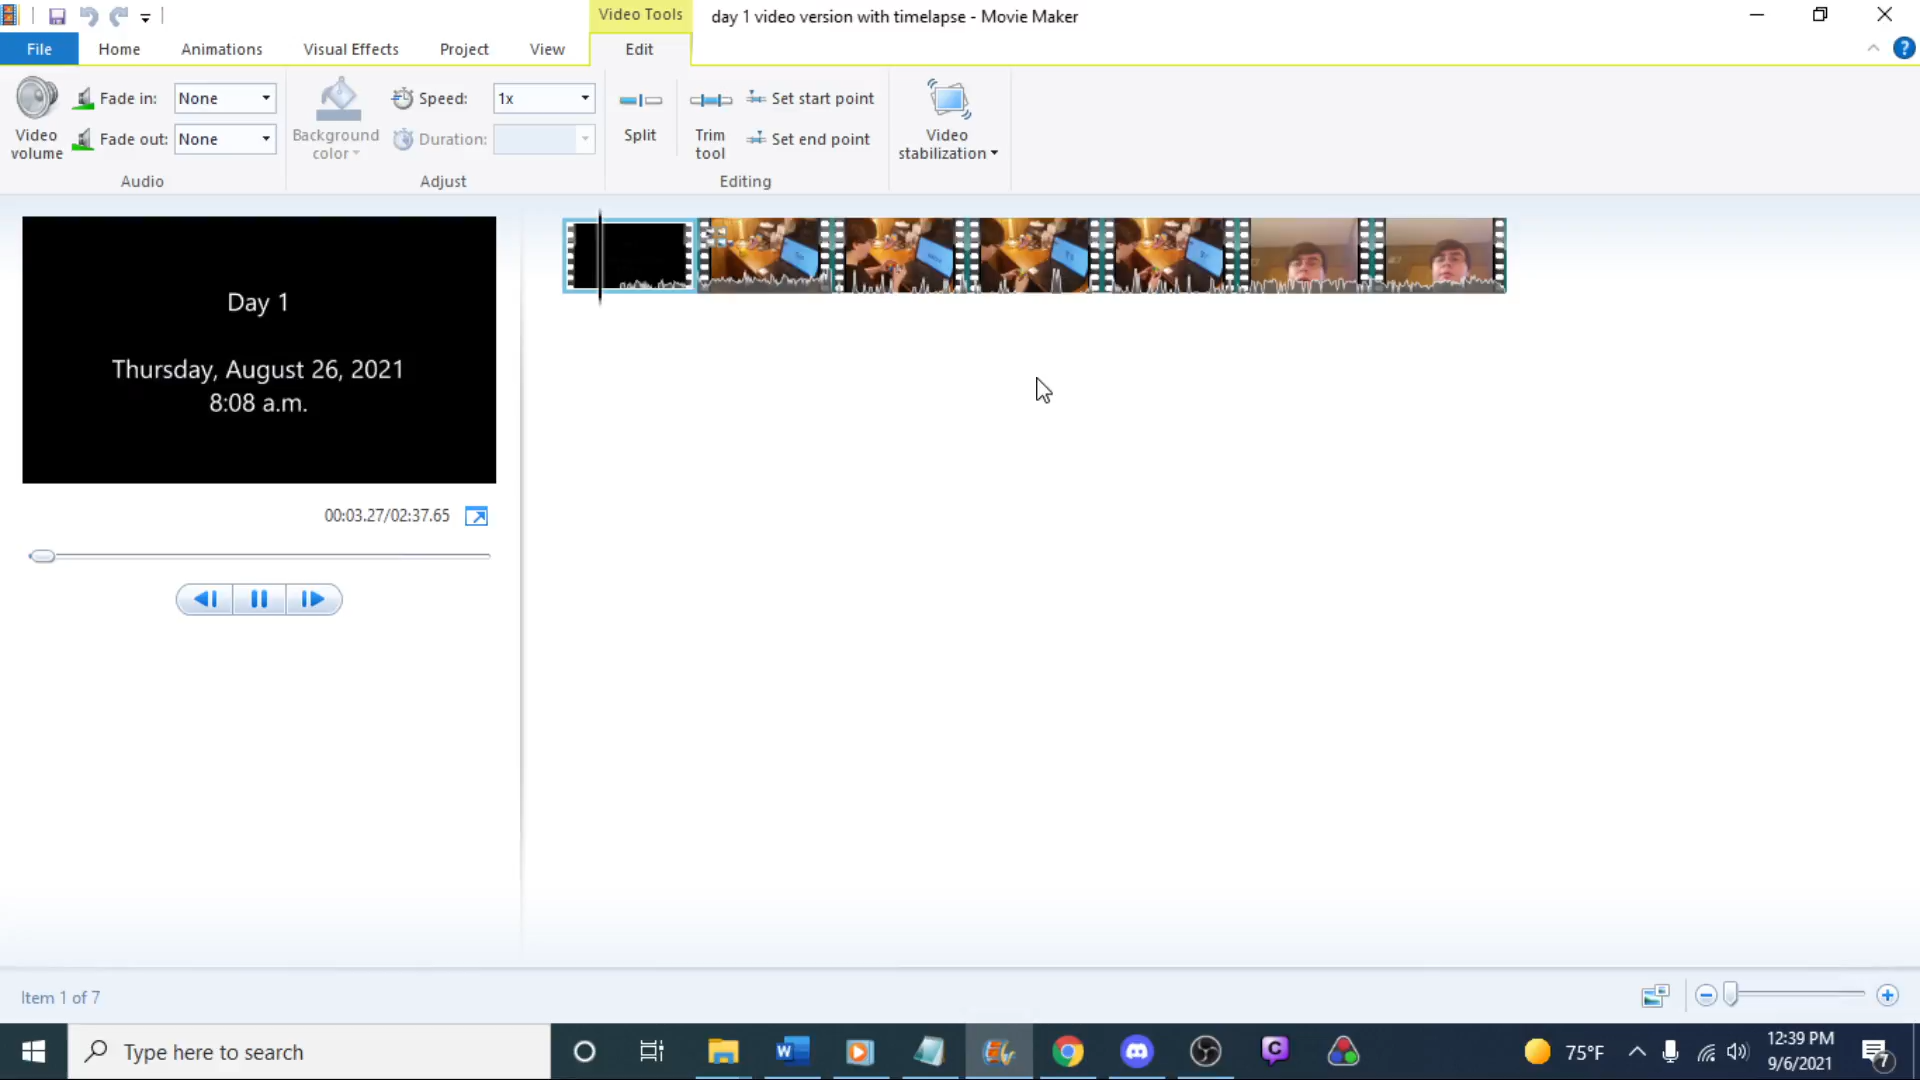 Video Tools
day 1 video version with timelapse - Movie Maker
File
Home
Animations
Visual Effects
Project
View
Edit
Video
volume
Fade in:
None
Fade out:
None
Audio
Background
color
Speed:
1x
Duration:
Adjust
Split
Trim
tool
Set start point
Set end point
Editing
Video
stabilization
Day 1
Thursday, August 26, 2021
8:08 a.m.
00:03.27/02:37.65
Item 1 of 7
Type here to search
75°F
12:39 PM
9/6/2021
7